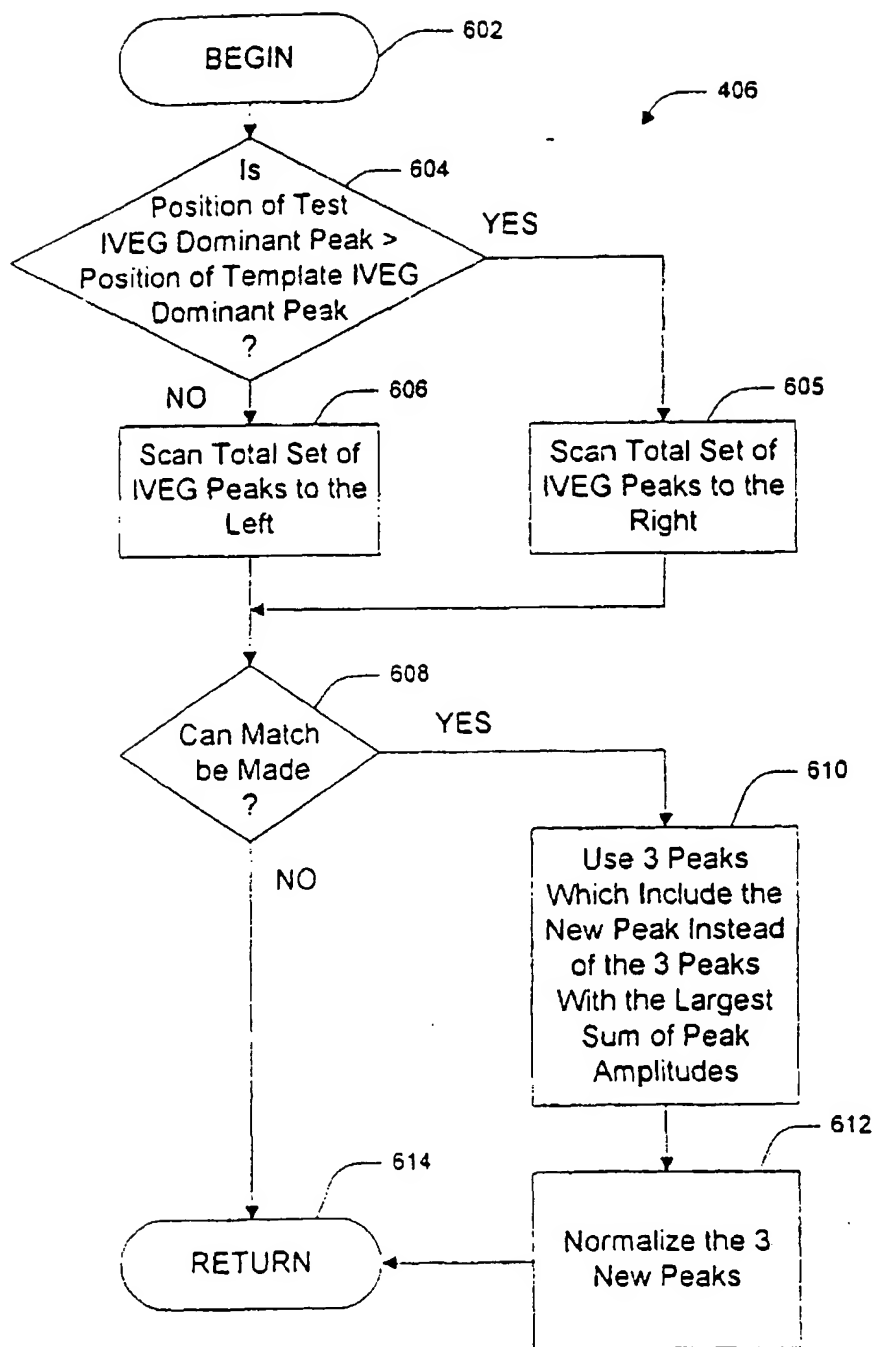 BEGIN
602
406
604
Is
Position of Test
IVEG Dominant Peak >
Position of Template IVEG
Dominant Peak
?
YES
NO
606
605
Scan Total Set of
IVEG Peaks to the
Left
Scan Total Set of
IVEG Peaks to the
Right
608
Can Match
be Made
?
YES
NO
610
Use 3 Peaks
Which Include the
New Peak Instead
of the 3 Peaks
With the Largest
Sum of Peak
Amplitudes
612
Normalize the 3
New Peaks
614
RETURN